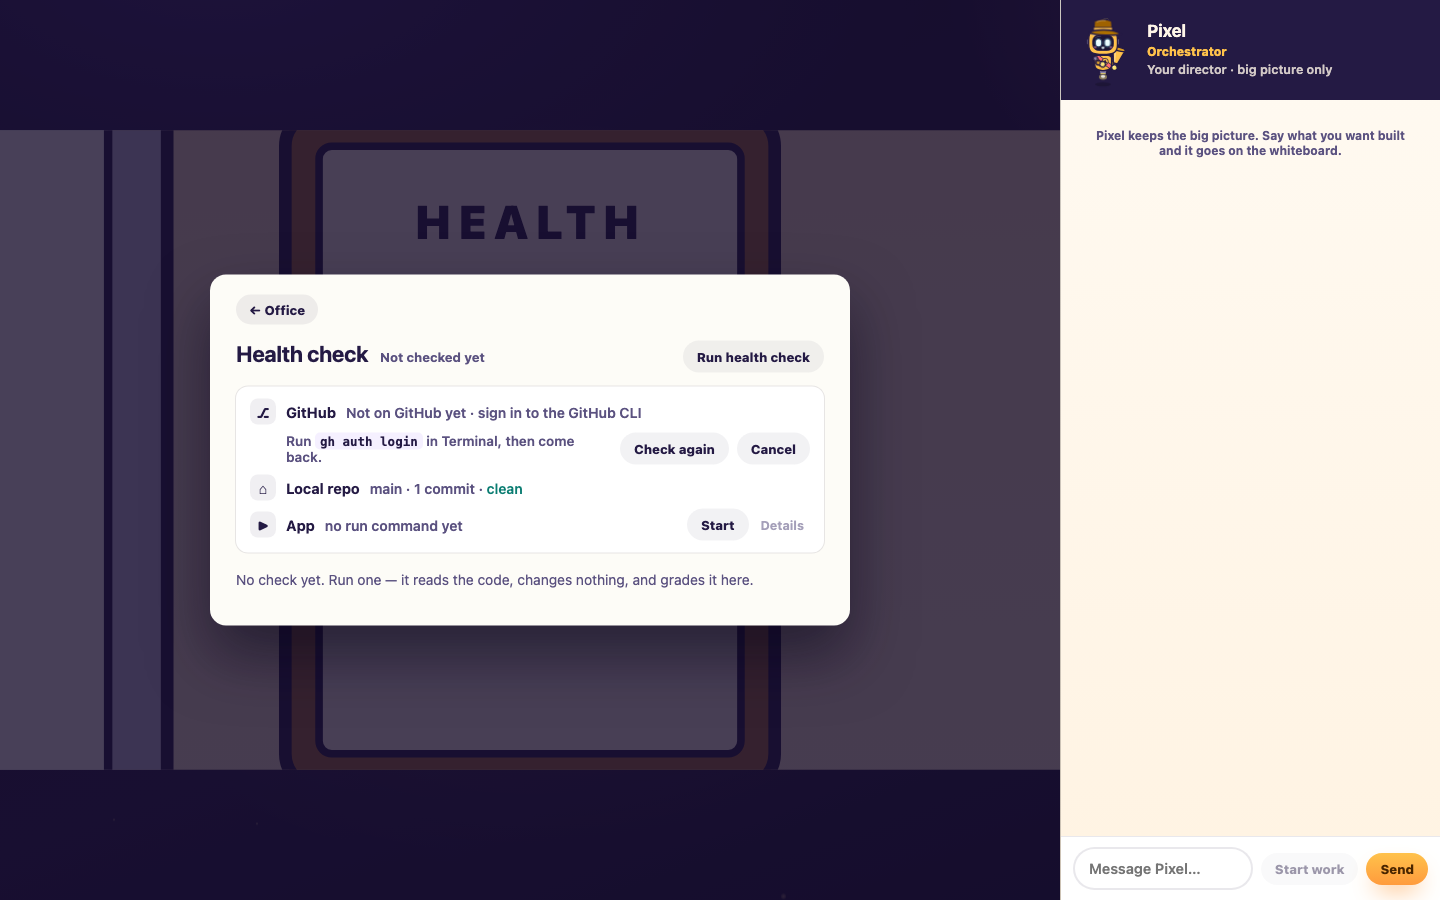 HEALTH
← Office
Health check Not checked yet
Run health check
GitHub Not on GitHub yet · sign in to the GitHub CLI
Run gh auth login in Terminal, then come
back.
Check again
Cancel
Local repo main · 1 commit · clean
App no run command yet
Start
Details
No check yet. Run one — it reads the code, changes nothing, and grades it here.
Pixel
Orchestrator
Your director · big picture only
Pixel keeps the big picture. Say what you want built
and it goes on the whiteboard.
Message Pixel...
Start work
Send